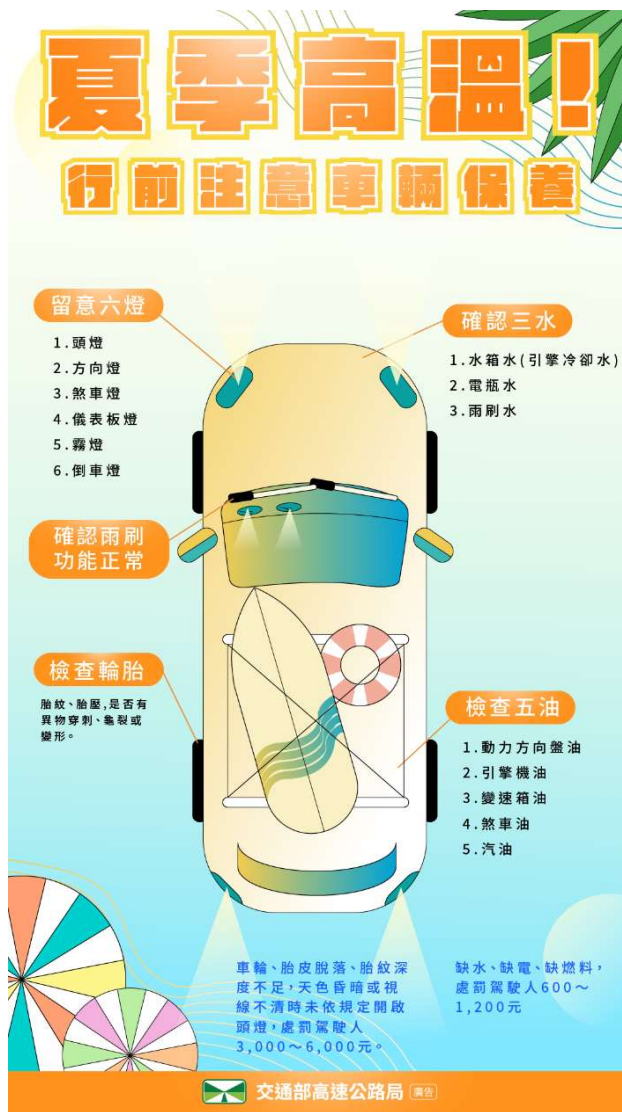 夏季高溫!
行前注意車輛保養
留意六燈
1.頭燈
2.方向燈
3.煞車燈
4.儀表板燈
5.霧燈
6.倒車燈
確認三水
1.水箱水(引擎冷卻水)
2.電瓶水
3.雨刷水
確認雨刷
功能正常
檢查輪胎
胎紋、胎壓,是否有
異物穿刺、龜裂或
變形。
檢查五油
1.動力方向盤油
2.引擎機油
3.變速箱油
4.煞車油
5.汽油
車輪、胎皮脫落、胎紋深
度不足,天色昏暗或視
線不清時未依規定開啟
頭燈,處罰駕駛人
3,000~6,000元。
缺水、缺電、缺燃料,
處罰駕駛人600~
1,200元
交通部高速公路局 廣告